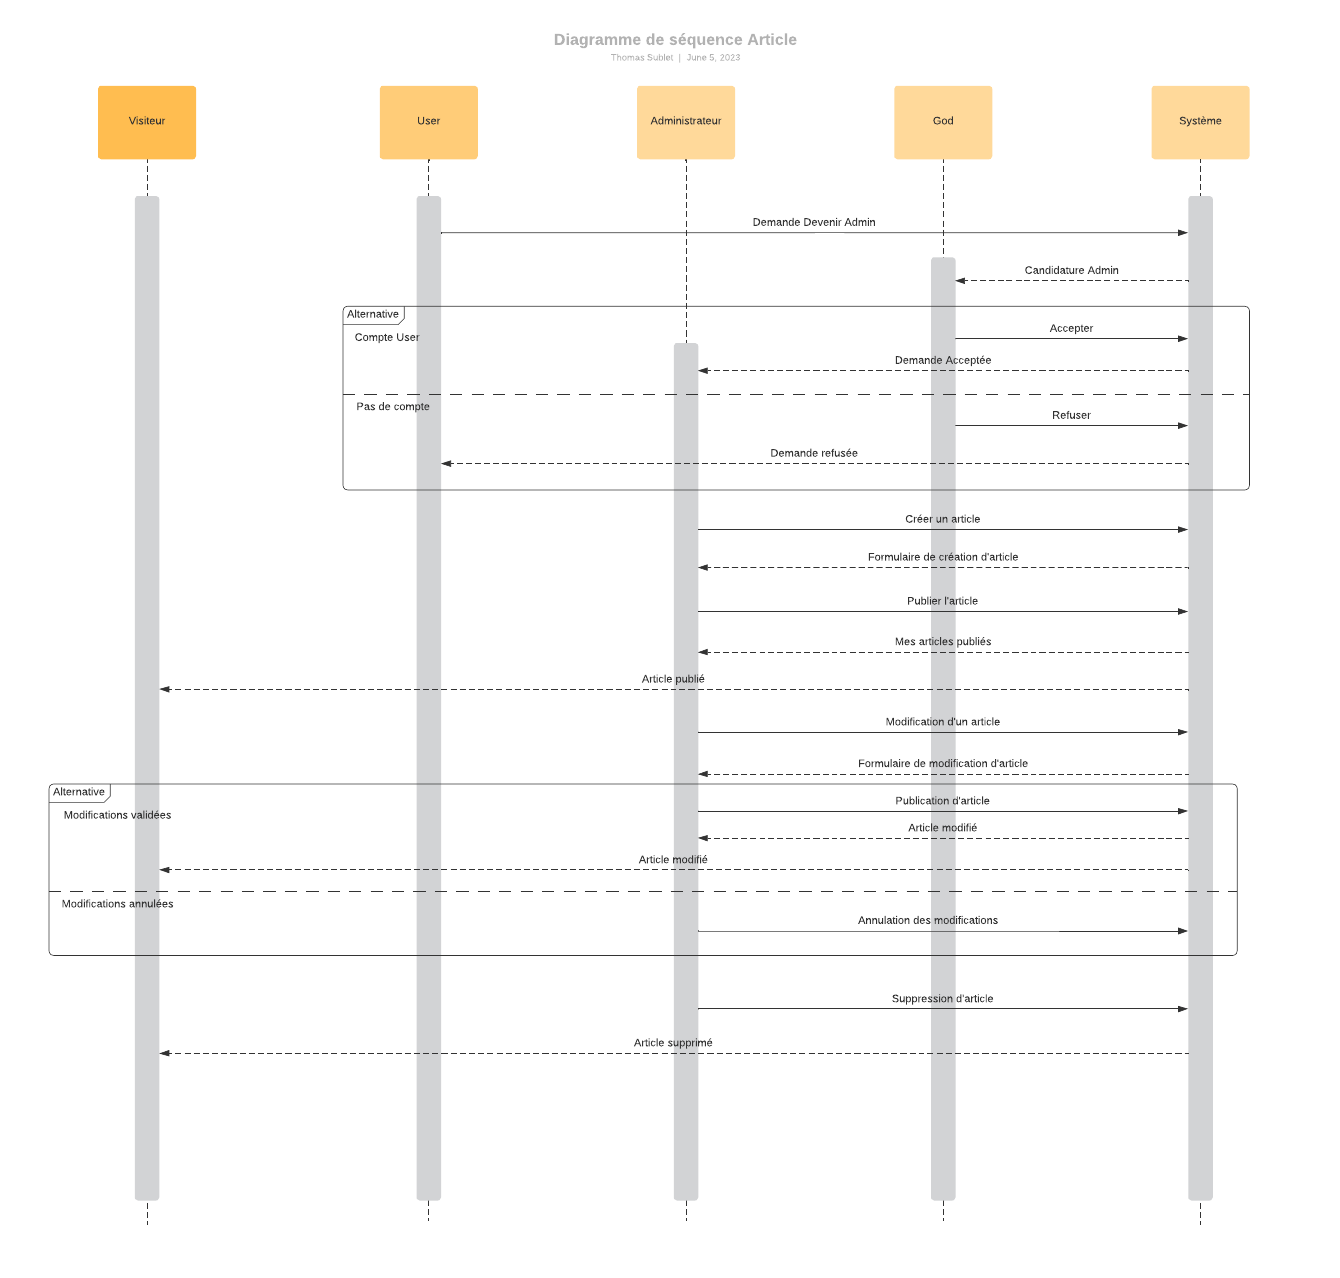 Diagramme de séquence Article
Thomas Sublet | June 5, 2023
Visiteur
User
Administrateur
God
Système
Demande Devenir Admin
Candidature Admin
Alternative
Compte User
Accepter
Demande Acceptée
Pas de compte
Refuser
Demande refusée
Créer un article
Formulaire de création d'article
Publier l'article
Mes articles publiés
Article publié
Modification d'un article
Formulaire de modification d'article
Alternative
Modifications validées
Publication d'article
Article modifié
Article modifié
Modifications annulées
Annulation des modifications
Suppression d'article
Article supprimé